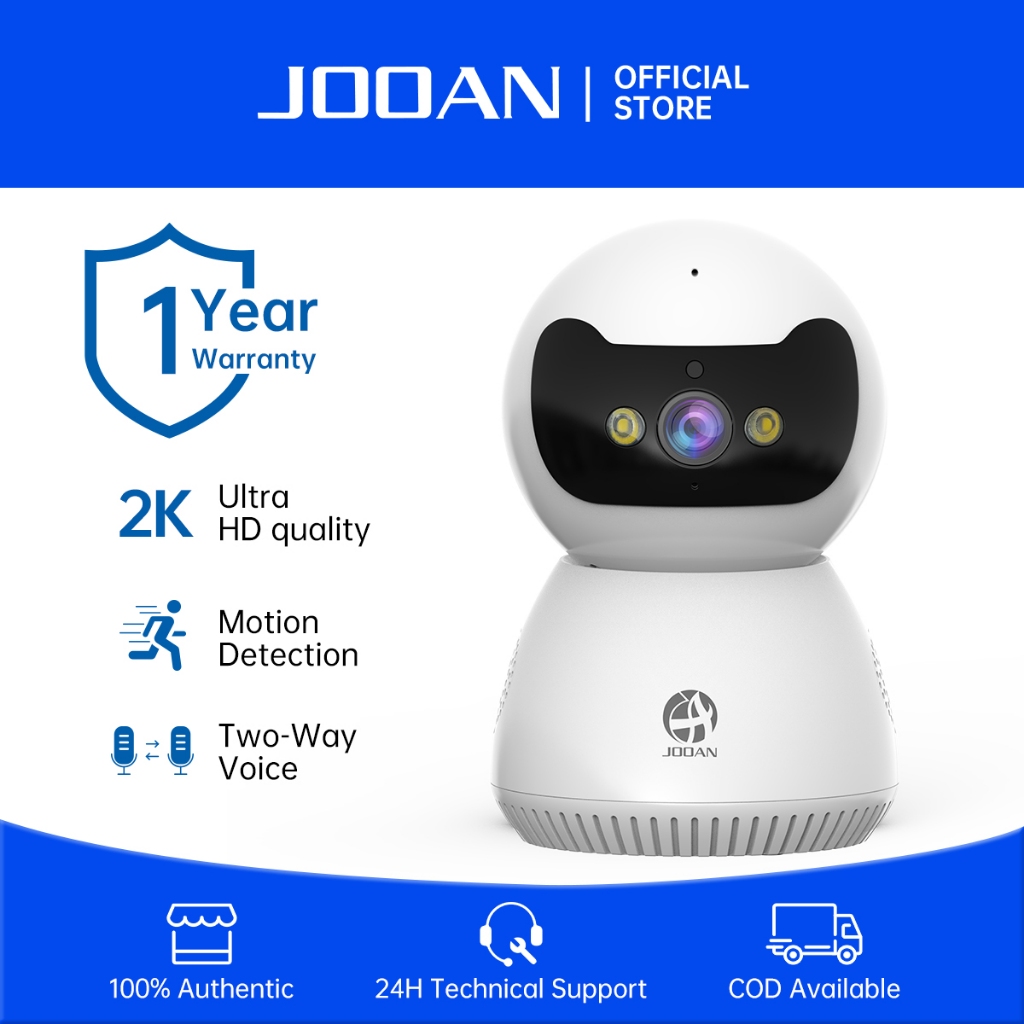 JOOAN | OFFICIAL
STORE
1 Year
Warranty
2K
Ultra
HD quality
Motion
Detection
Two-Way
Voice
JOOAN
100% Authentic
24H Technical Support
COD Available